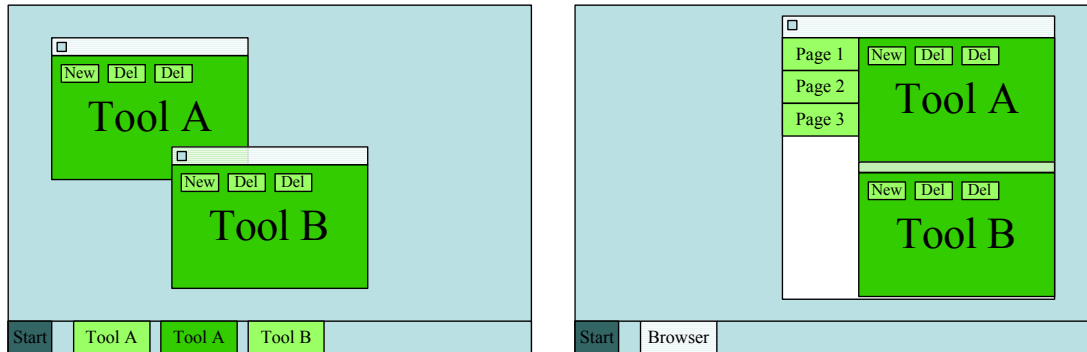 New Del Del
Tool A
New Del Del
Tool B
Start Tool A Tool A Tool B
Page 1
Page 2
Page 3
New Del Del
Tool A
New Del Del
Tool B
Start Browser